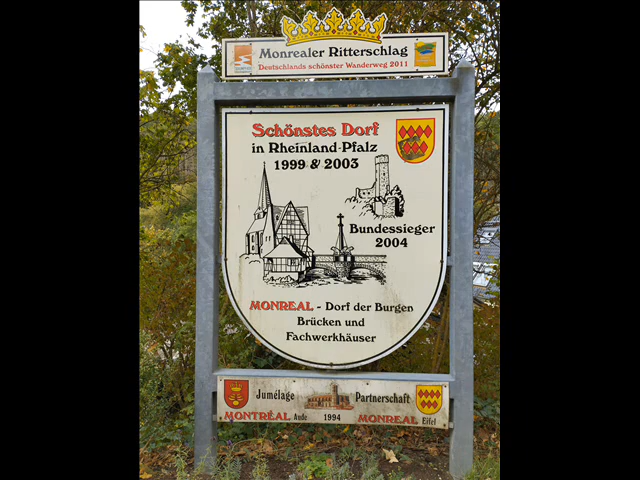 Monrealer Ritterschlag
Deutschlands schönster Wanderweg 2011
Schönstes Dorf
in Rheinland-Pfalz
1999 & 2003
Bundessieger
2004
MONREAL - Dorf der Burgen
Brücken und
Fachwerkhäuser
Jumélage Partnerschaft
MONTRÉAL Aude 1994 MONREAL Eifel